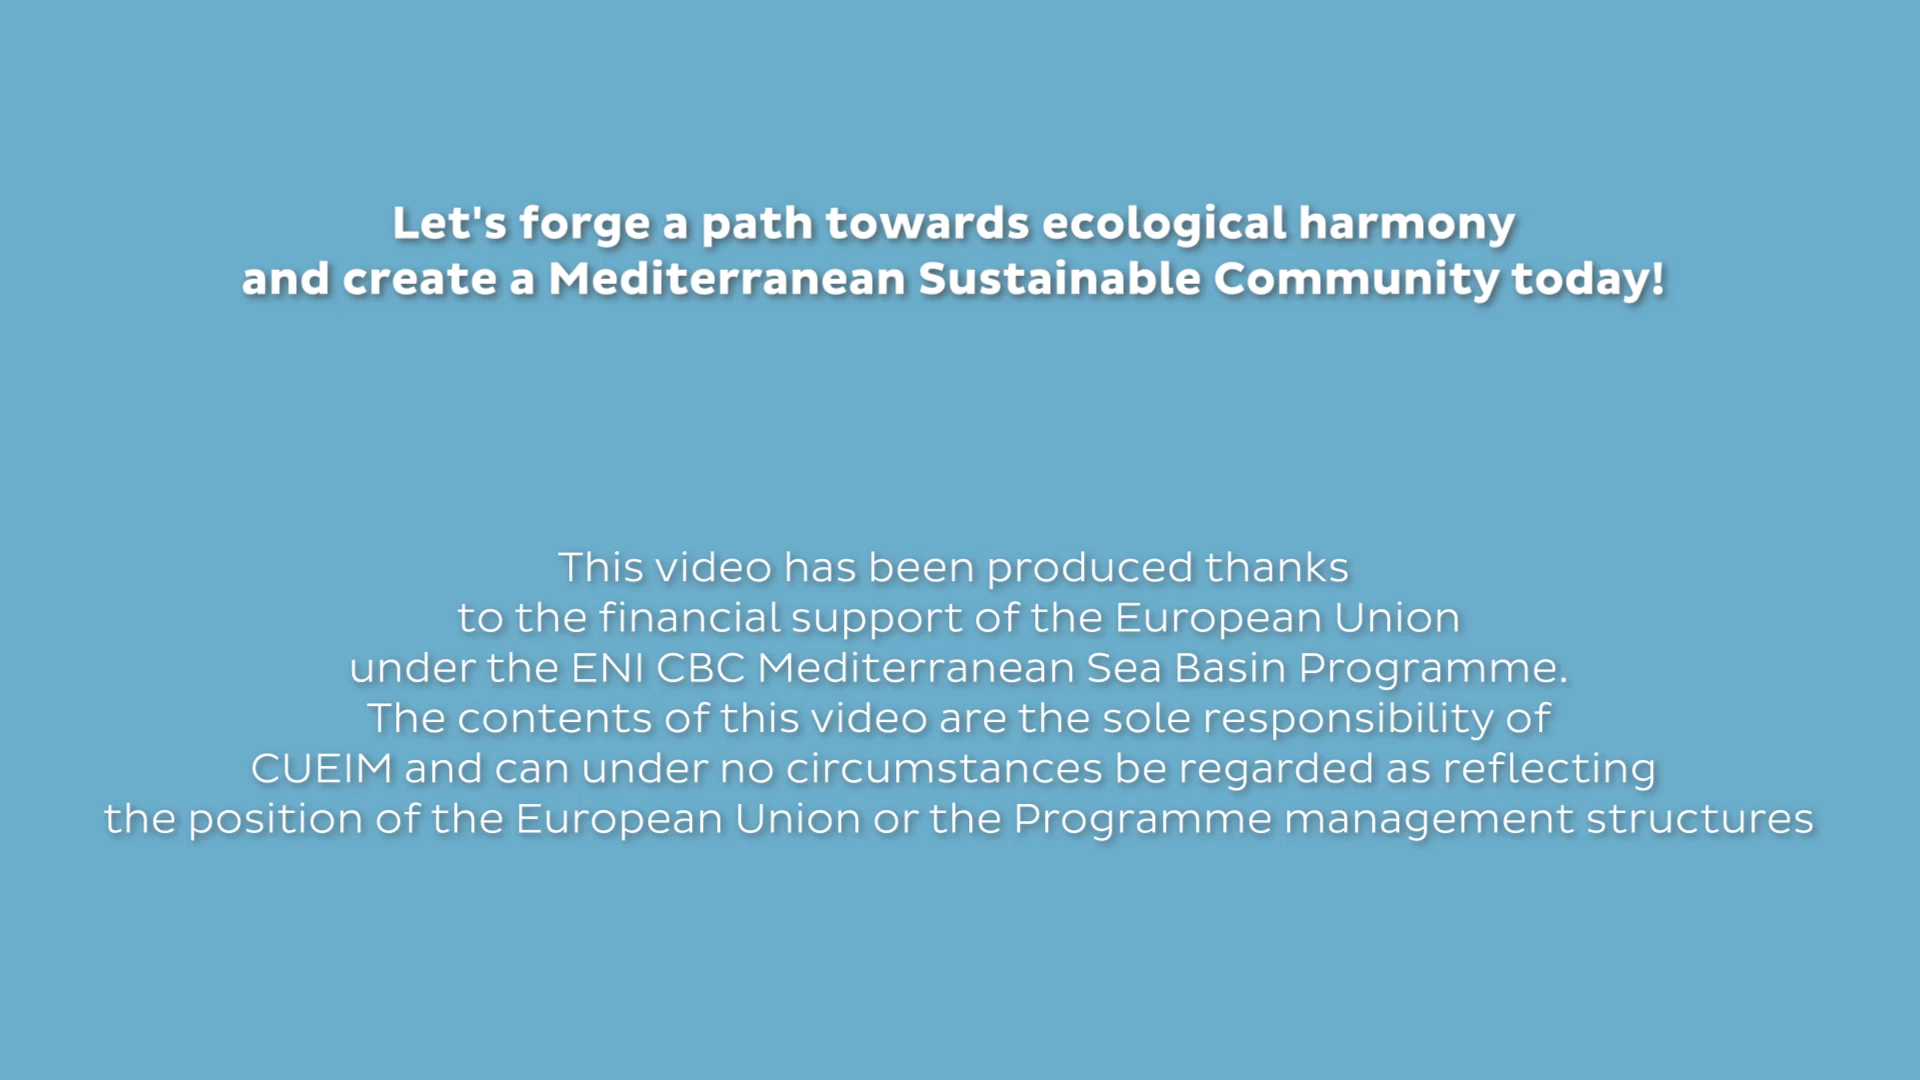 Let's forge a path towards ecological harmony
and create a Mediterranean Sustainable Community today!
This video has been produced thanks
to the financial support of the European Union
under the ENI CBC Mediterranean Sea Basin Programme.
The contents of this video are the sole responsibility of
CUEIM and can under no circumstances be regarded as reflecting
the position of the European Union or the Programme management structures